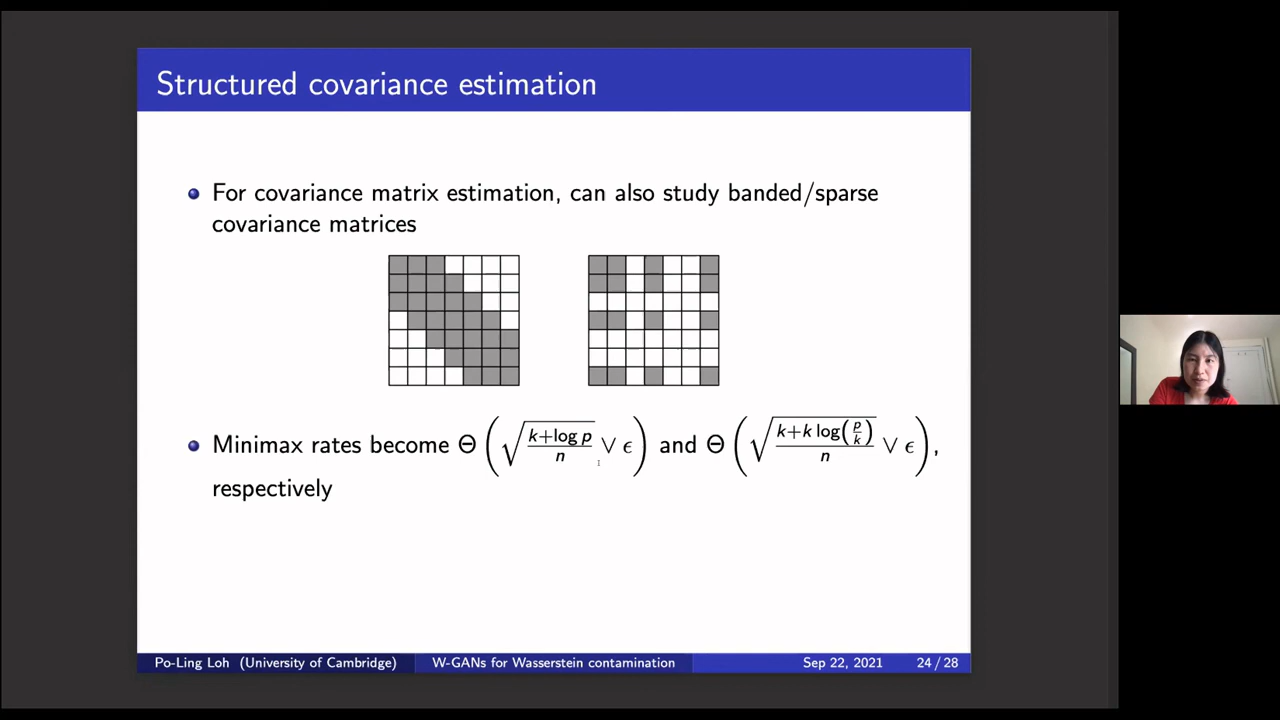 Structured covariance estimation
For covariance matrix estimation, can also study banded/sparse
covariance matrices
Minimax rates become Θ(√((k+log p)/n) ∨ ϵ) and Θ(√((k+k log(p/k))/n) ∨ ϵ),
respectively
Po-Ling Loh (University of Cambridge) W-GANs for Wasserstein contamination Sep 22, 2021 24 / 28